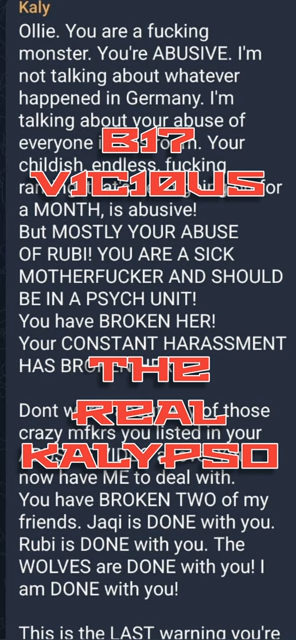 Kaly
Ollie. You are a fucking
monster. You're ABUSIVE. I'm
not talking about whatever
happened in Germany. I'm
talking about your abuse of
everyone Your
B17
childish, endless, fucking
V1C10US
for
a MONTH, is abusive!
But MOSTLY YOUR ABUSE
OF RUBI! YOU ARE A SICK
MOTHERFUCKER AND SHOULD
BE IN A PSYCH UNIT!
You have BROKEN HER!
Your CONSTANT HARASSMENT
HAS
THE
Dont of those
REAL
crazy mfkrs you listed in your
KALYPSO
now have ME to deal with.
You have BROKEN TWO of my
friends. Jaqi is DONE with you.
Rubi is DONE with you. The
WOLVES are DONE with you! I
am DONE with you!
This is the LAST warning you're